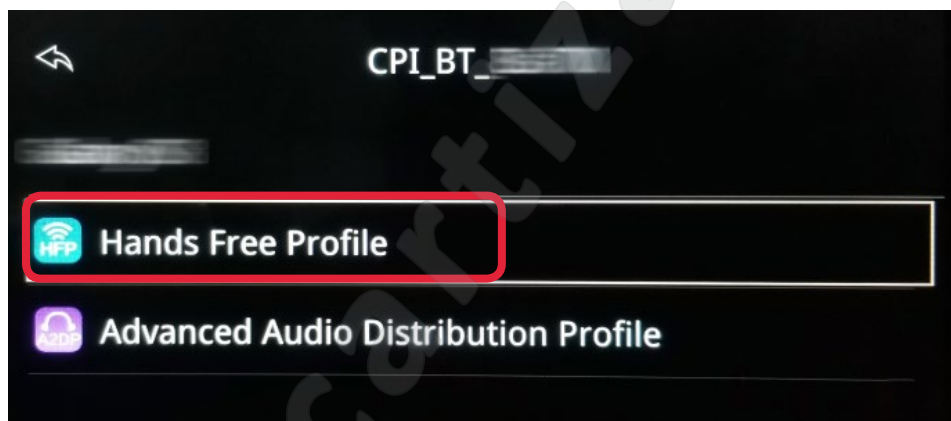 CPI_BT_
HFP Hands Free Profile
A2DP Advanced Audio Distribution Profile